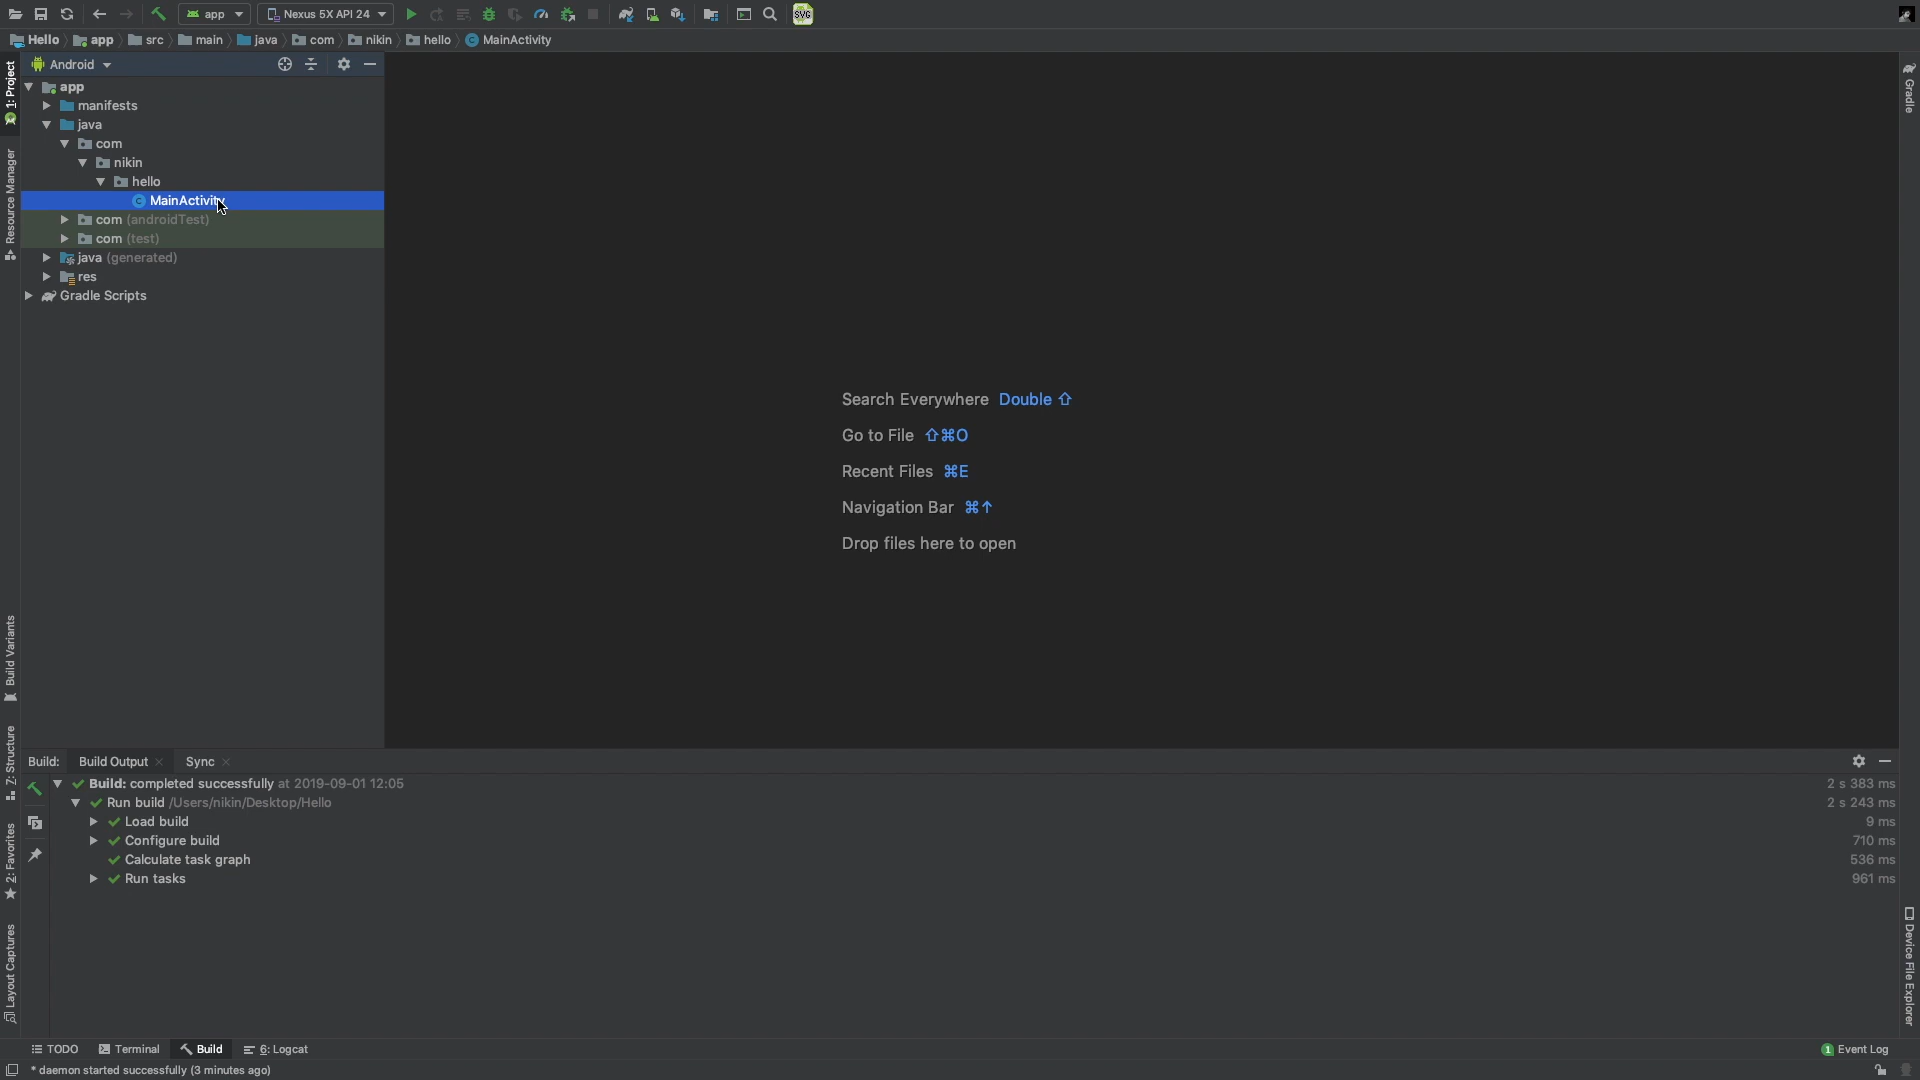 app
Nexus 5X API 24
SVG
Hello
app
src
main
java
com
nikin
hello
MainActivity
Android
app
manifests
java
com
nikin
hello
MainActivity
com (androidTest)
com (test)
java (generated)
res
Gradle Scripts
1: Project
Resource Manager
Build Variants
7: Structure
2: Favorites
Layout Captures
Gradle
Device File Explorer
Search Everywhere Double ⇧
Go to File ⇧⌘O
Recent Files ⌘E
Navigation Bar ⌘↑
Drop files here to open
Build:
Build Output
Sync
Build: completed successfully at 2019-09-01 12:05
2 s 383 ms
Run build /Users/nikin/Desktop/Hello
2 s 243 ms
Load build
9 ms
Configure build
710 ms
Calculate task graph
536 ms
Run tasks
961 ms
TODO
Terminal
Build
6: Logcat
1 Event Log
* daemon started successfully (3 minutes ago)